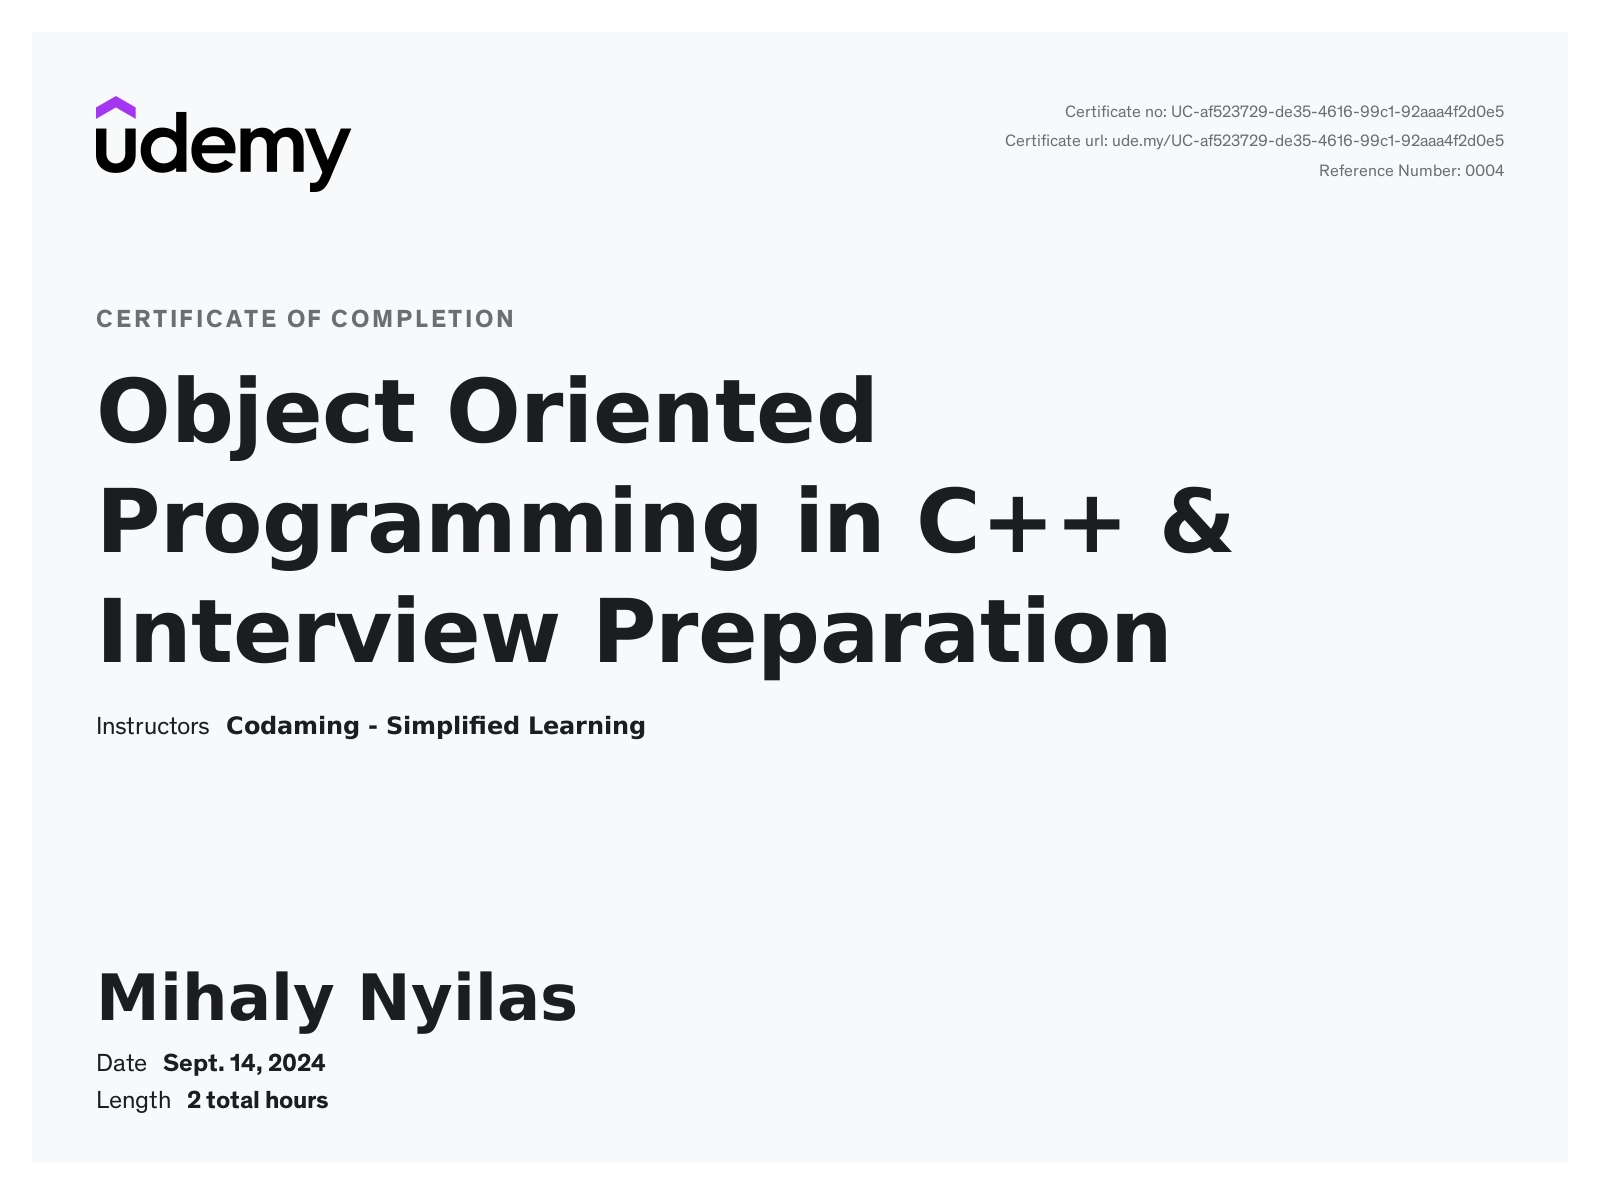 udemy
Certificate no: UC-af523729-de35-4616-99c1-92aaa4f2d0e5
Certificate url: ude.my/UC-af523729-de35-4616-99c1-92aaa4f2d0e5
Reference Number: 0004
CERTIFICATE OF COMPLETION
Object Oriented
Programming in C++ &
Interview Preparation
Instructors Codaming - Simplified Learning
Mihaly Nyilas
Date Sept. 14, 2024
Length 2 total hours